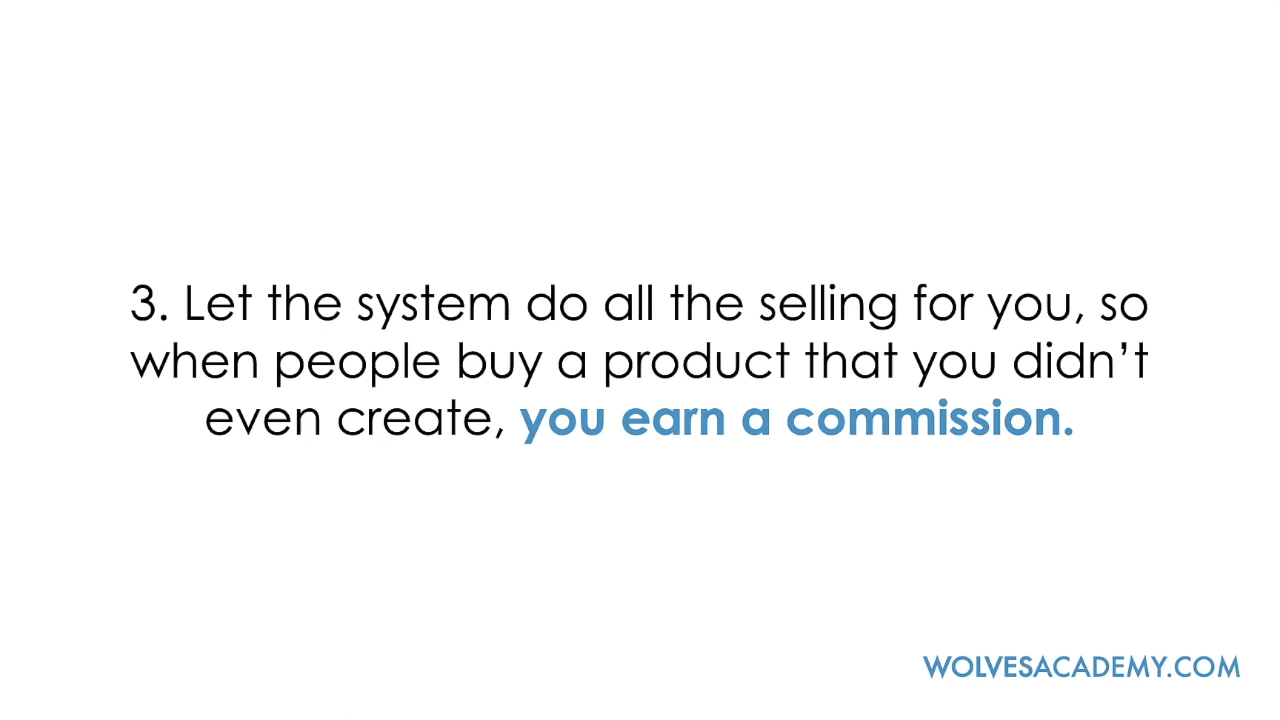 3. Let the system do all the selling for you, so
when people buy a product that you didn’t
even create, you earn a commission.
WOLVESACADEMY.COM